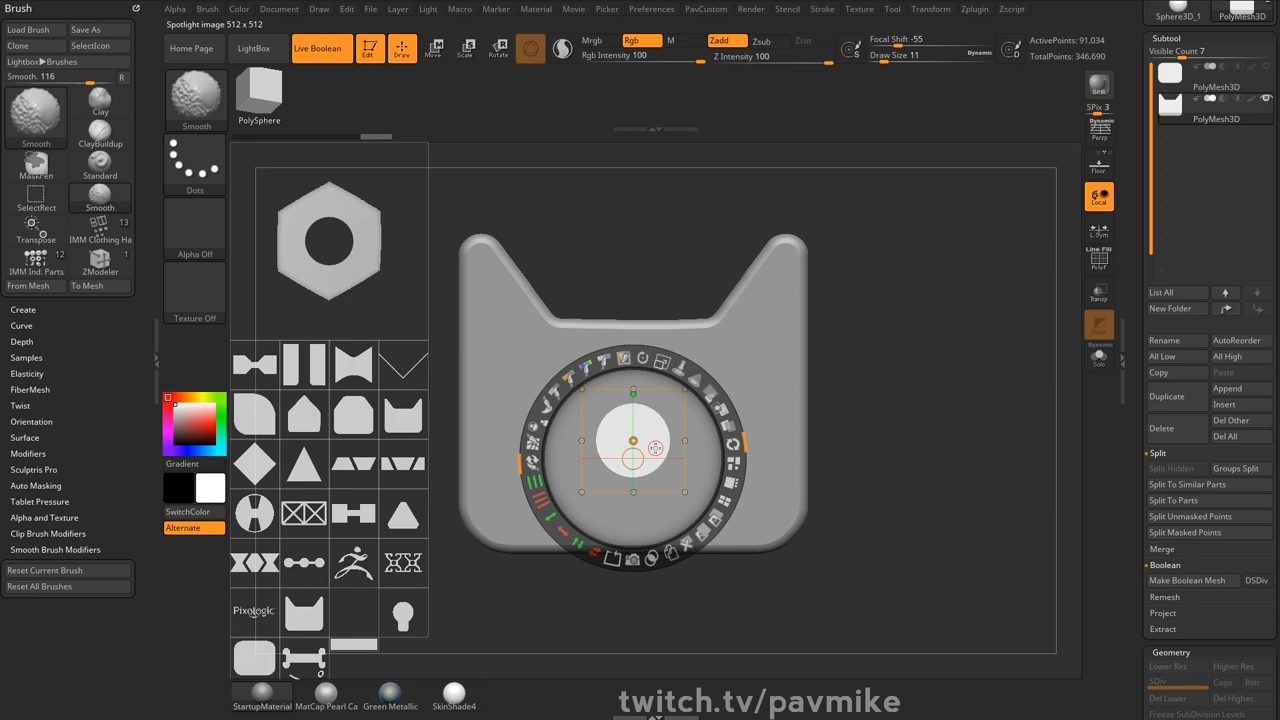 Brush
Alpha Brush Color Document Draw Edit File Layer Light Macro Marker Material Movie Picker Preferences PavCustom Render Stencil Stroke Texture Tool Transform Zplugin Zscript
Spotlight image 512 x 512
Load Brush Save As
Clone SelectIcon
Lightbox▶Brushes
Smooth. 116 R
Smooth
Clay
ClayBuildup
MaskPen Standard
SelectRect Smooth
Transpose
13
IMM Clothing Ha
12
IMM Ind. Parts
1
ZModeler
From Mesh To Mesh
Create
Curve
Depth
Samples
Elasticity
FiberMesh
Twist
Orientation
Surface
Modifiers
Sculptris Pro
Auto Masking
Tablet Pressure
Alpha and Texture
Clip Brush Modifiers
Smooth Brush Modifiers
Reset Current Brush
Reset All Brushes
Home Page LightBox Live Boolean Edit Draw Move Scale Rotate
Mrgb Rgb M Zadd Zsub Zcut
Rgb Intensity 100 Z Intensity 100
Focal Shift -55
Draw Size 11 Dynamic
S
D
ActivePoints: 91,034
TotalPoints: 346,690
Smooth
PolySphere
Dots
Alpha Off
Texture Off
Gradient
SwitchColor
Alternate
Pixologic
StartupMaterial MatCap Pearl Ca Green Metallic SkinShade4
twitch.tv/pavmike
BPR
SPix 3
Dynamic
Persp
Floor
Local
L.Sym
Line Fill
PolyF
Transp
Ghost
Dynamic
Solo
Sphere3D_1 PolyMesh3D
Subtool
Visible Count 7
PolyMesh3D
PolyMesh3D
List All
New Folder
Rename AutoReorder
All Low All High
Copy Paste
Duplicate Append
Insert
Delete Del Other
Del All
Split
Split Hidden Groups Split
Split To Similar Parts
Split To Parts
Split Unmasked Points
Split Masked Points
Merge
Boolean
Make Boolean Mesh DSDiv
Remesh
Project
Extract
Geometry
Lower Res Higher Res
SDiv Cage Rstr
Del Lower Del Higher
Freeze SubDivision Levels